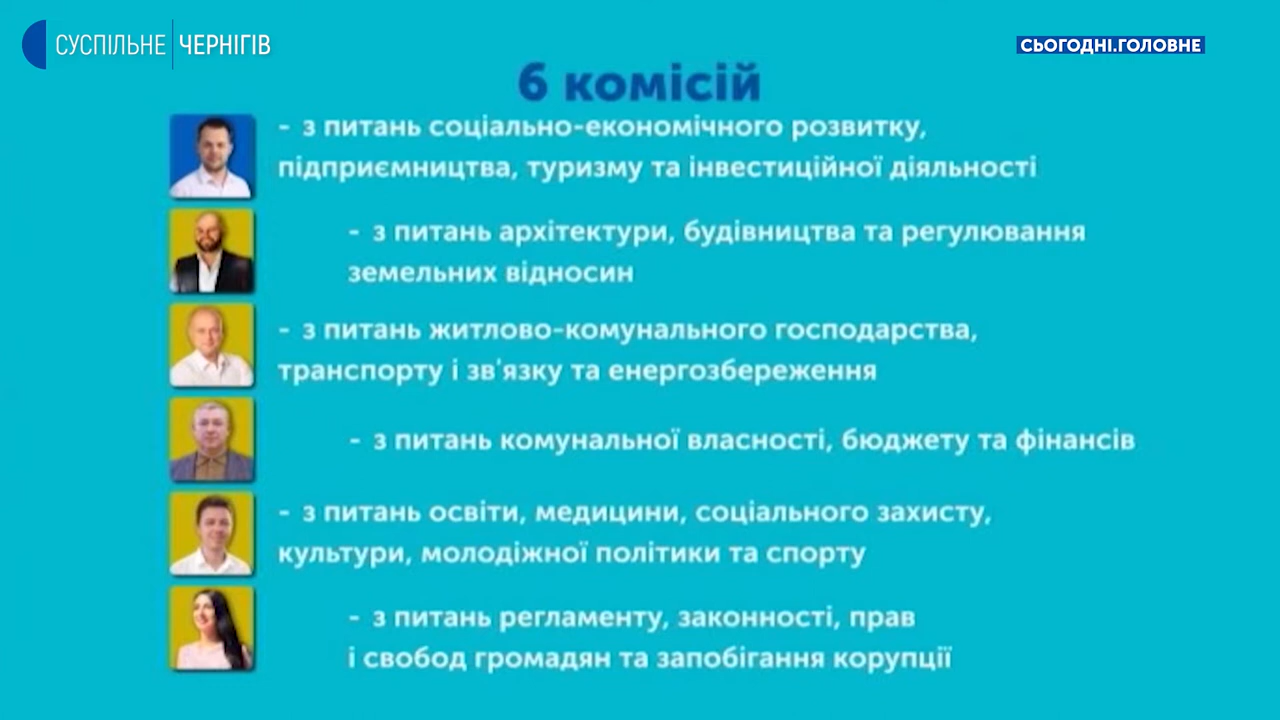 СУСПІЛЬНЕ ЧЕРНІГІВ
СЬОГОДНІ.ГОЛОВНЕ
6 комісій
- з питань соціально-економічного розвитку,
підприємництва, туризму та інвестиційної діяльності
- з питань архітектури, будівництва та регулювання
земельних відносин
- з питань житлово-комунального господарства,
транспорту і зв'язку та енергозбереження
- з питань комунальної власності, бюджету та фінансів
- з питань освіти, медицини, соціального захисту,
культури, молодіжної політики та спорту
- з питань регламенту, законності, прав
і свобод громадян та запобігання корупції